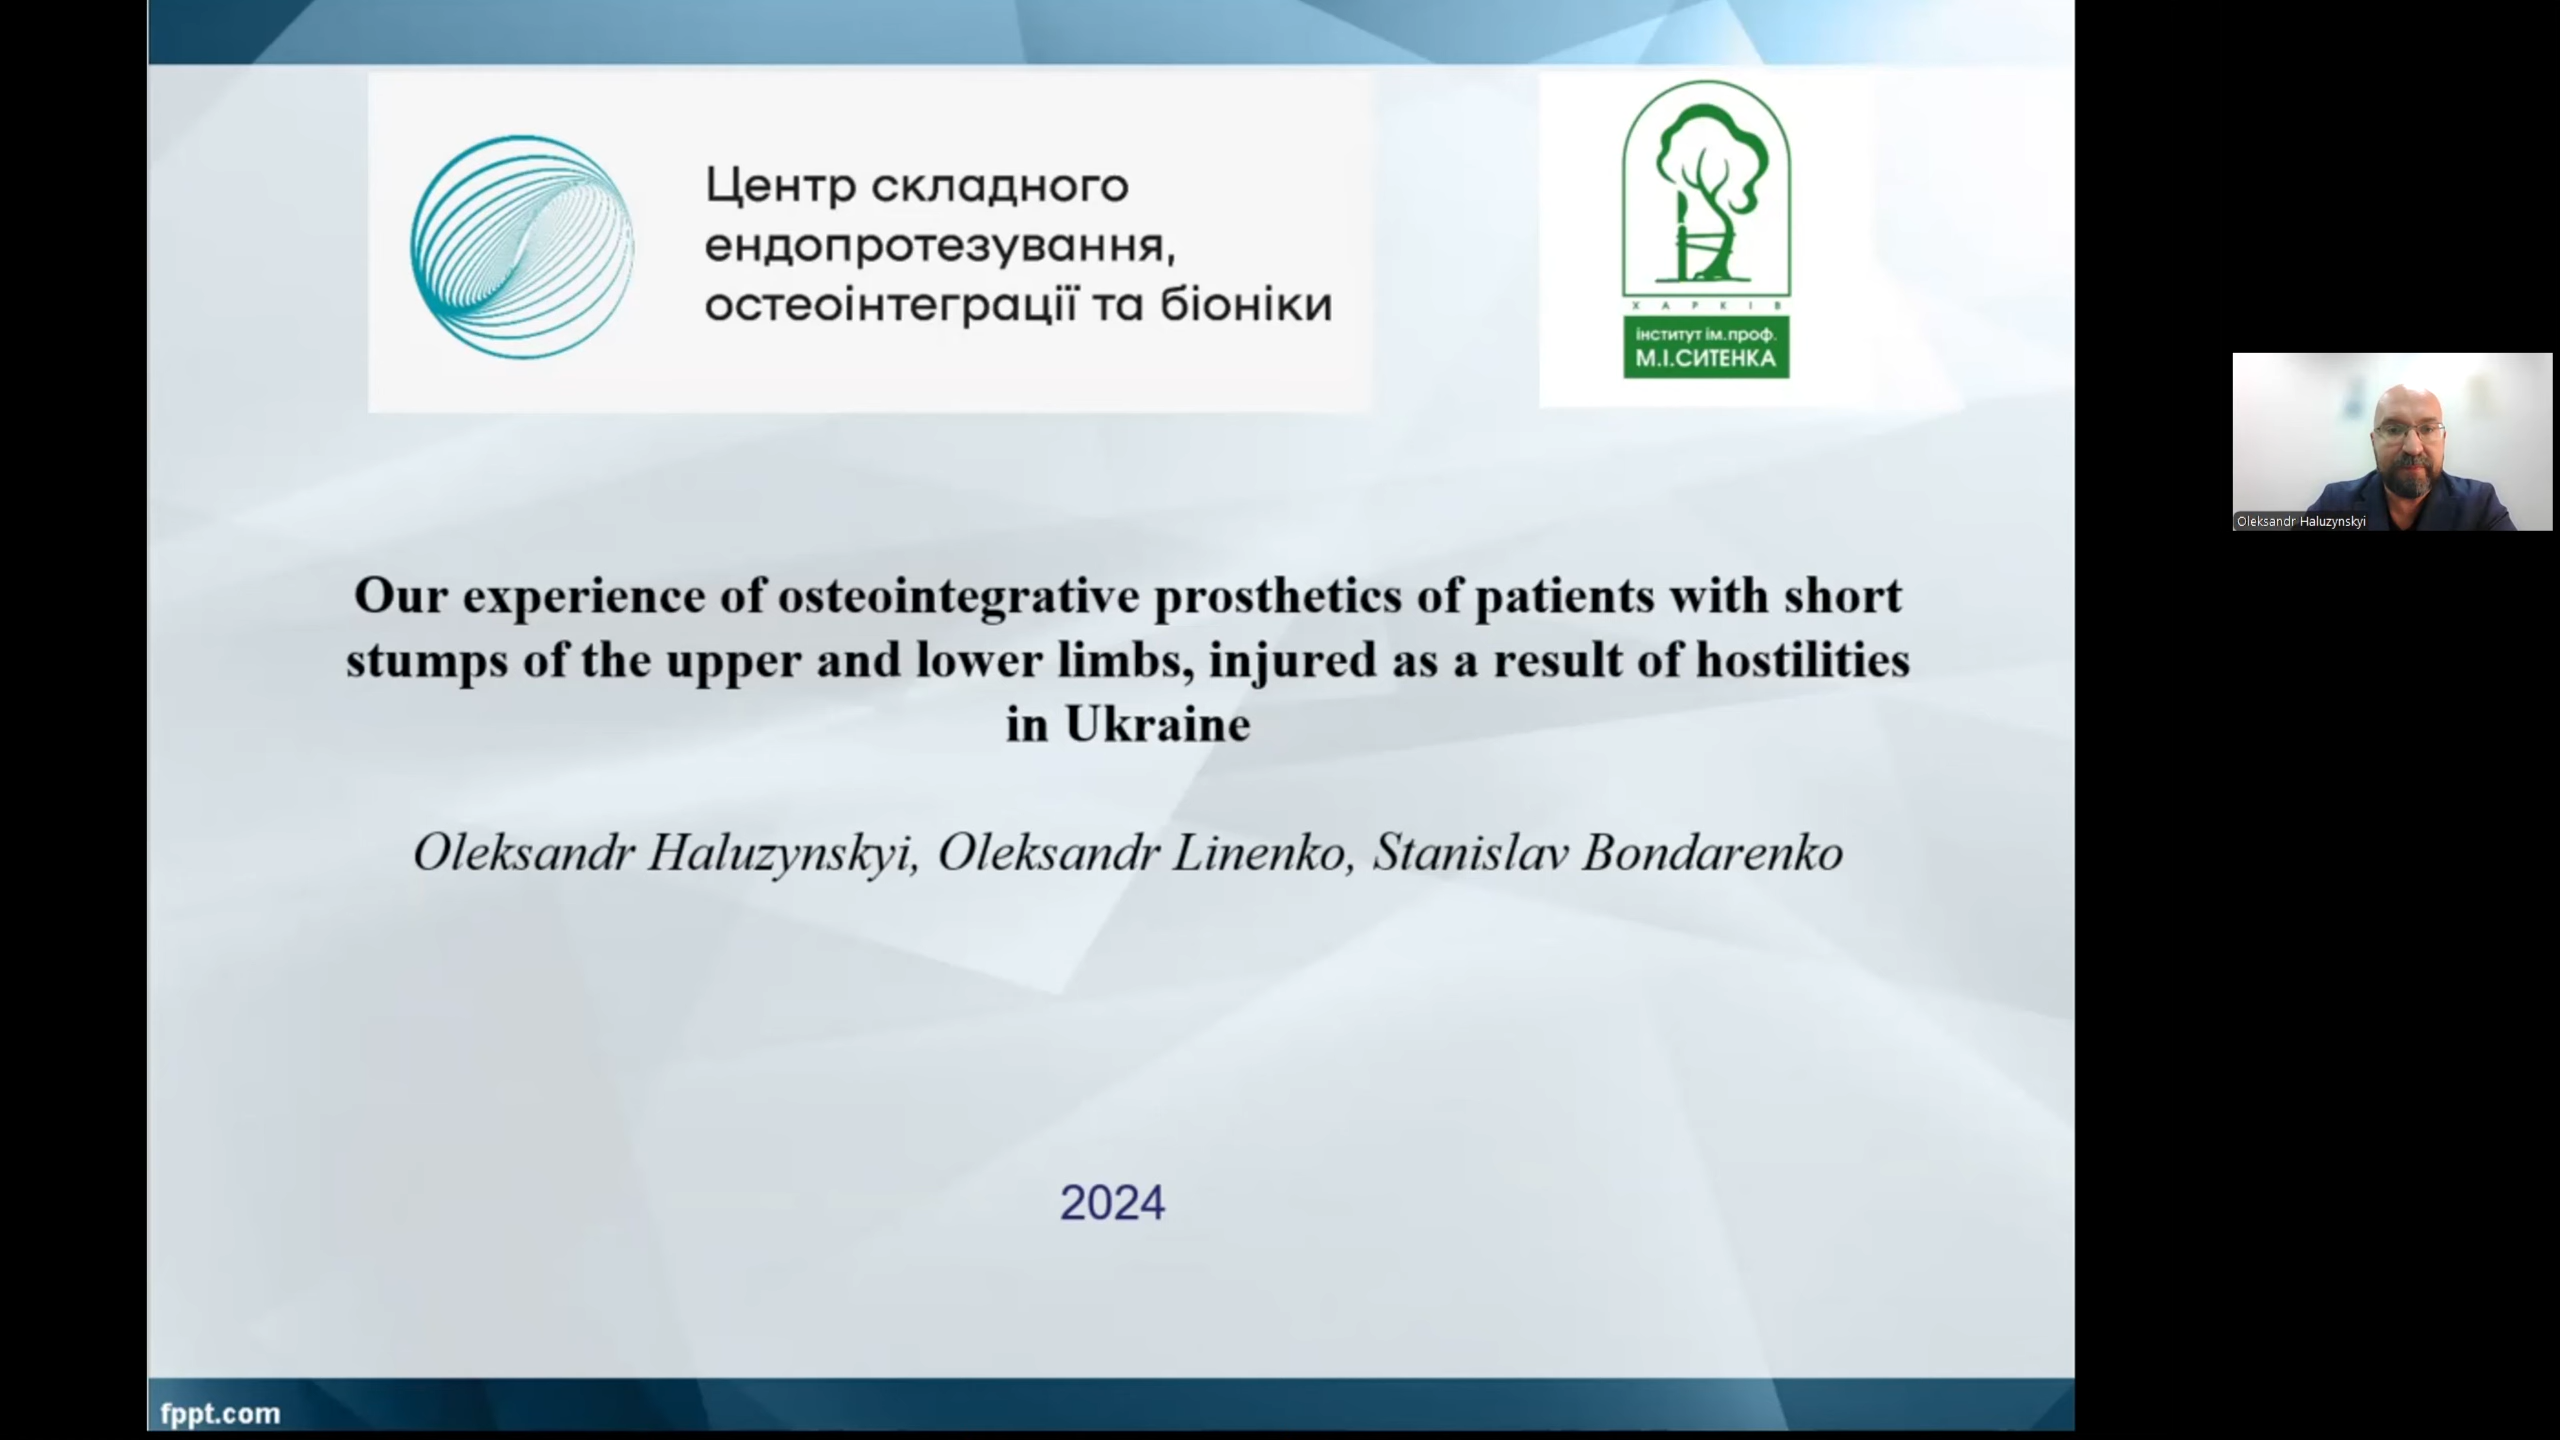 Центр складного
ендопротезування,
остеоінтеграції та біоніки
ХАРКІВ
інститут ім.проф.
М.І.СИТЕНКА
Our experience of osteointegrative prosthetics of patients with short
stumps of the upper and lower limbs, injured as a result of hostilities
in Ukraine
Oleksandr Haluzynskyi, Oleksandr Linenko, Stanislav Bondarenko
2024
fppt.com
Oleksandr Haluzynskyi